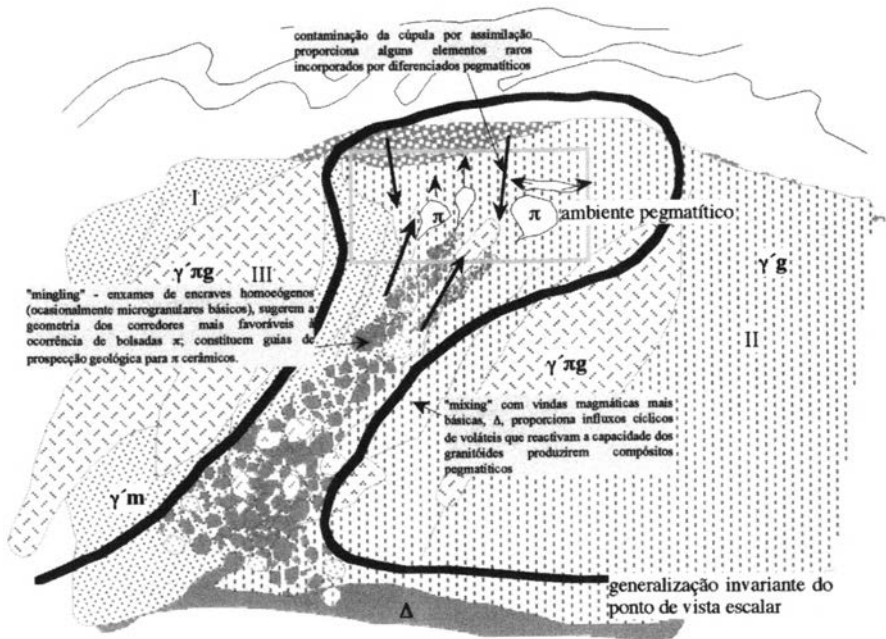 contaminação da cúpula por assimilação
proporciona alguns elementos raros
incorporados por diferenciados pegmatíticos
I
π
π
ambiente pegmatítico
γ´πg
III
γ´g
"mingling" - enxames de encraves homoeógenos
(ocasionalmente microgranulares básicos), sugerem a
geometria dos corredores mais favoráveis à
ocorrência de bolsadas π; constituem guias de
prospecção geológica para π cerâmicos.
II
γ´πg
"mixing" com vindas magmáticas mais
básicas, Δ, proporciona influxos cíclicos
de voláteis que reactivam a capacidade dos
granitóides produzirem compósitos
pegmatíticos
γ´m
generalização invariante do
ponto de vista escalar
Δ